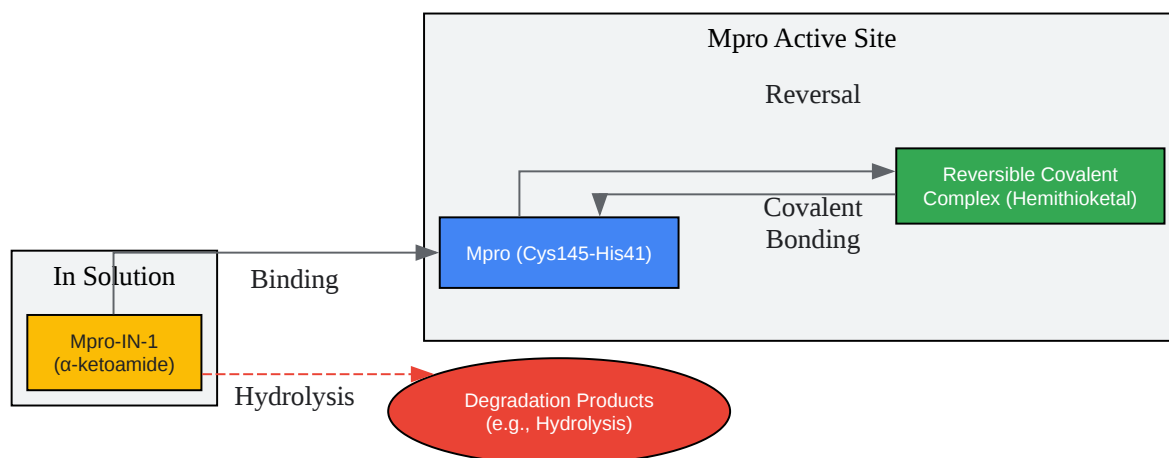 Mpro Active Site
Reversal
Reversible Covalent
Complex (Hemithioketal)
Covalent
Bonding
Mpro (Cys145-His41)
In Solution
Binding
Mpro-IN-1
(α-ketoamide)
Hydrolysis
Degradation Products
(e.g., Hydrolysis)